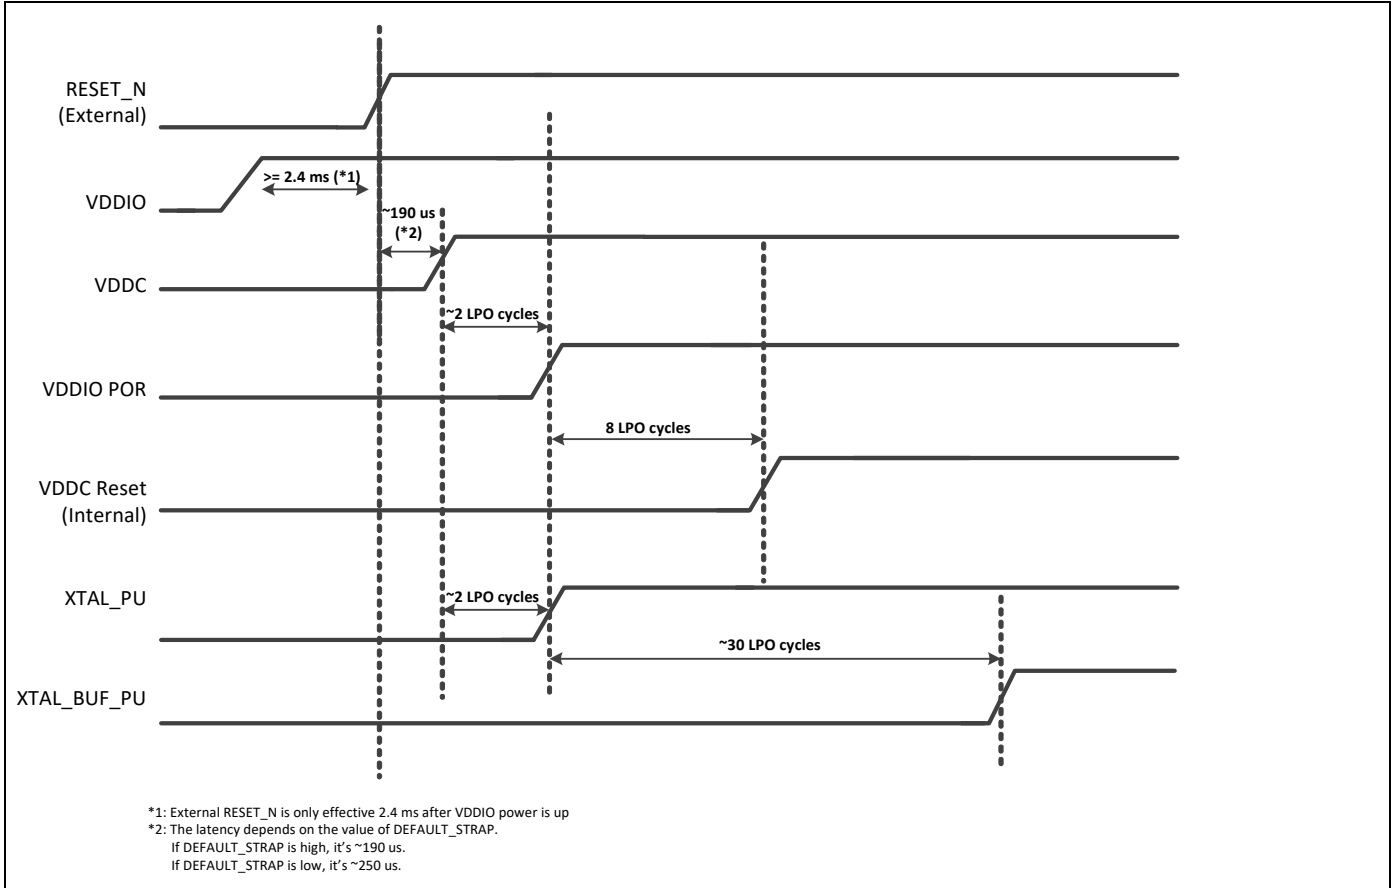 RESET_N
(External)
>= 2.4 ms (*1)
VDDIO
~190 us
(*2)
VDDC
~2 LPO cycles
VDDIO POR
8 LPO cycles
VDDC Reset
(Internal)
XTAL_PU
~2 LPO cycles
~30 LPO cycles
XTAL_BUF_PU
*1: External RESET_N is only effective 2.4 ms after VDDIO power is up
*2: The latency depends on the value of DEFAULT_STRAP.
If DEFAULT_STRAP is high, it's ~190 us.
If DEFAULT_STRAP is low, it's ~250 us.